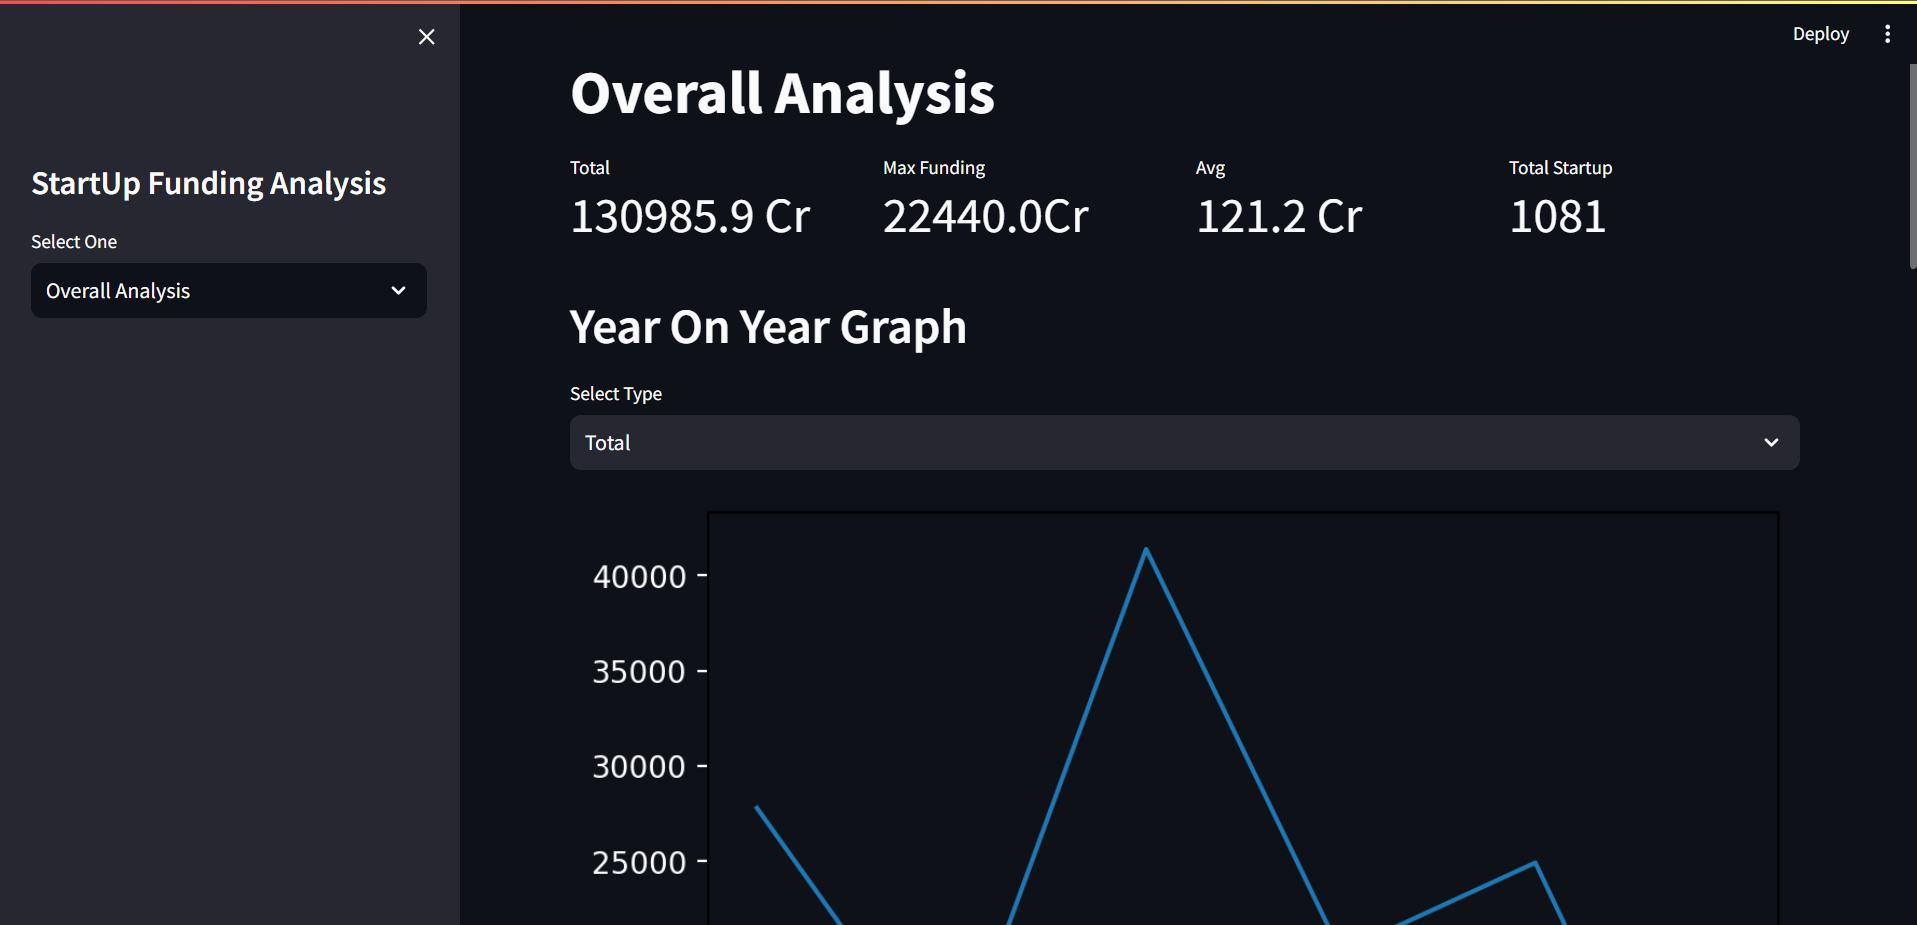 Deploy
StartUp Funding Analysis
Select One
Overall Analysis
Overall Analysis
Total
130985.9 Cr
Max Funding
22440.0Cr
Avg
121.2 Cr
Total Startup
1081
Year On Year Graph
Select Type
Total
40000
35000
30000
25000